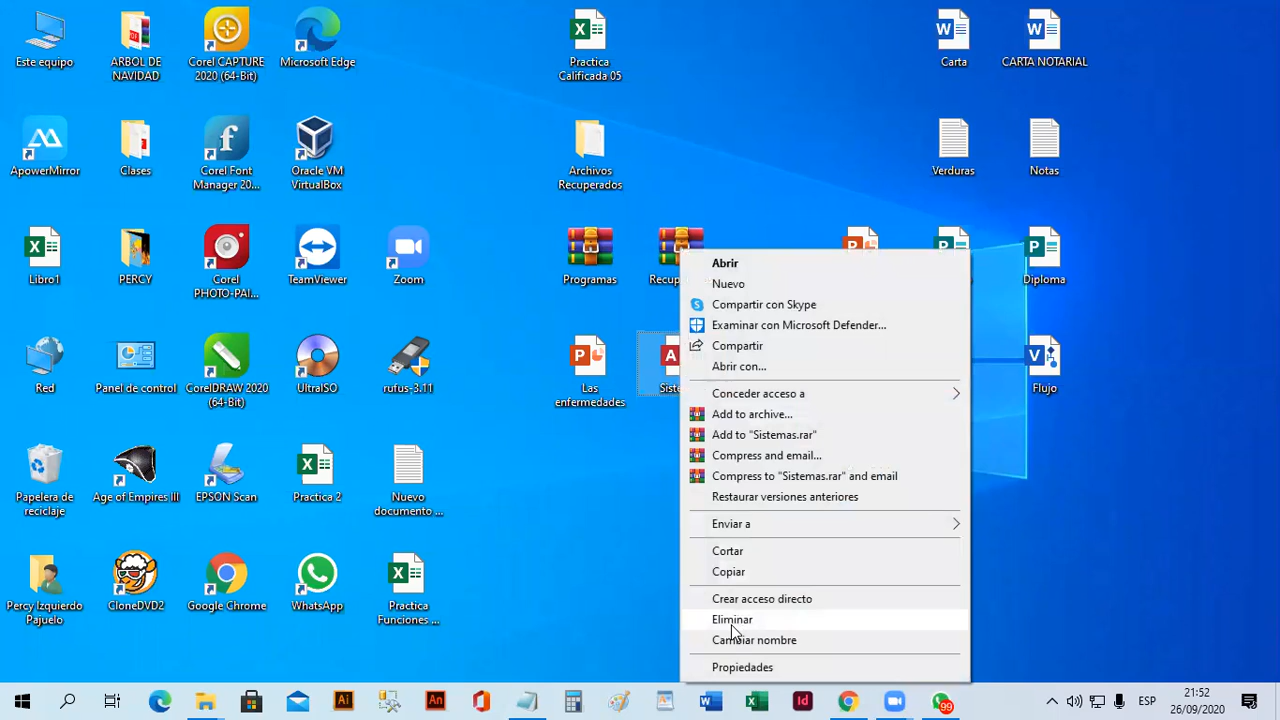 Este equipo
ARBOL DE
NAVIDAD
Corel CAPTURE
2020 (64-Bit)
Microsoft Edge
Practica
Calificada 05
Carta
CARTA NOTARIAL
ApowerMirror
Clases
Corel Font
Manager 20...
Oracle VM
VirtualBox
Archivos
Recuperados
Verduras
Notas
Libro1
PERCY
Corel
PHOTO-PAI...
TeamViewer
Zoom
Programas
Diploma
Red
Panel de control
CorelDRAW 2020
(64-Bit)
UltraISO
rufus-3.11
Las
enfermedades
Flujo
Papelera de
reciclaje
Age of Empires III
EPSON Scan
Practica 2
Nuevo
documento ...
Percy Izquierdo
Pajuelo
CloneDVD2
Google Chrome
WhatsApp
Practica
Funciones ...
Abrir
Nuevo
Compartir con Skype
Examinar con Microsoft Defender...
Compartir
Abrir con...
Conceder acceso a
Add to archive...
Add to "Sistemas.rar"
Compress and email...
Compress to "Sistemas.rar" and email
Restaurar versiones anteriores
Enviar a
Cortar
Copiar
Crear acceso directo
Eliminar
Cambiar nombre
Propiedades
99
ESP
21:52
26/09/2020